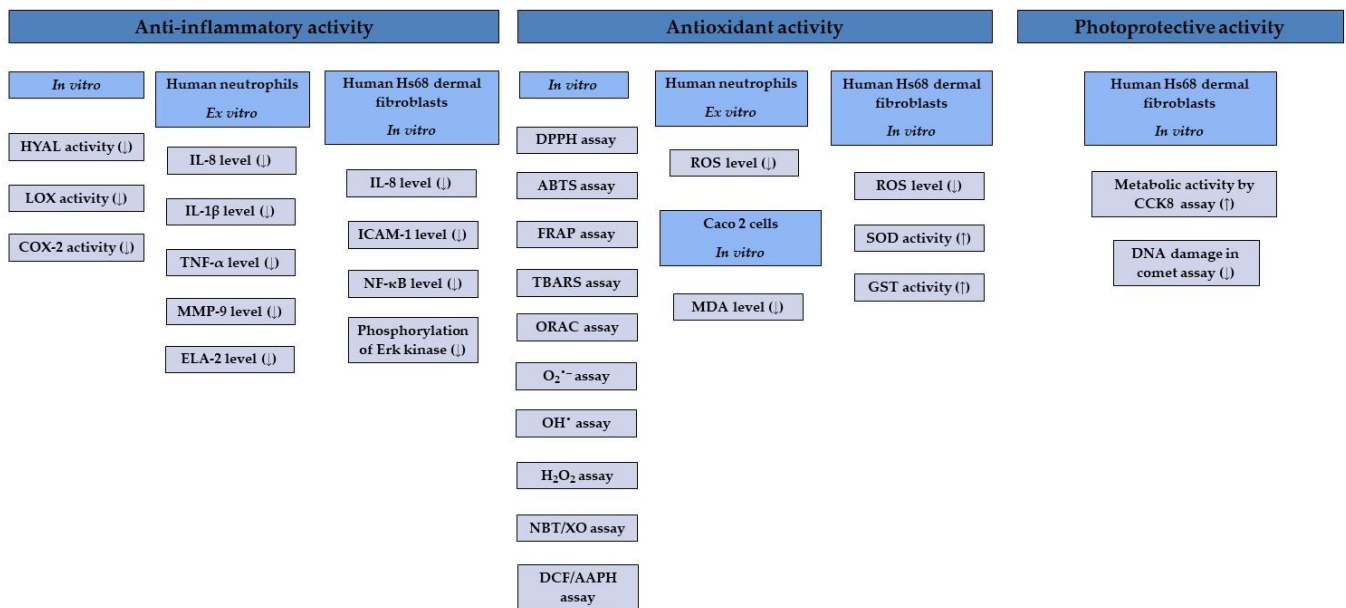 Anti-inflammatory activity
In vitro
HYAL activity (↓)
LOX activity (↓)
COX-2 activity (↓)
Human neutrophils
Ex vitro
IL-8 level (↓)
IL-1β level (↓)
TNF-α level (↓)
MMP-9 level (↓)
ELA-2 level (↓)
Human Hs68 dermal
fibroblasts
In vitro
IL-8 level (↓)
ICAM-1 level (↓)
NF-κB level (↓)
Phosphorylation
of Erk kinase (↓)
Antioxidant activity
In vitro
DPPH assay
ABTS assay
FRAP assay
TBARS assay
ORAC assay
O₂•⁻ assay
OH• assay
H₂O₂ assay
NBT/XO assay
DCF/AAPH
assay
Human neutrophils
Ex vitro
ROS level (↓)
Caco 2 cells
In vitro
MDA level (↓)
Human Hs68 dermal
fibroblasts
In vitro
ROS level (↓)
SOD activity (↑)
GST activity (↑)
Photoprotective activity
Human Hs68 dermal
fibroblasts
In vitro
Metabolic activity by
CCK8 assay (↑)
DNA damage in
comet assay (↓)